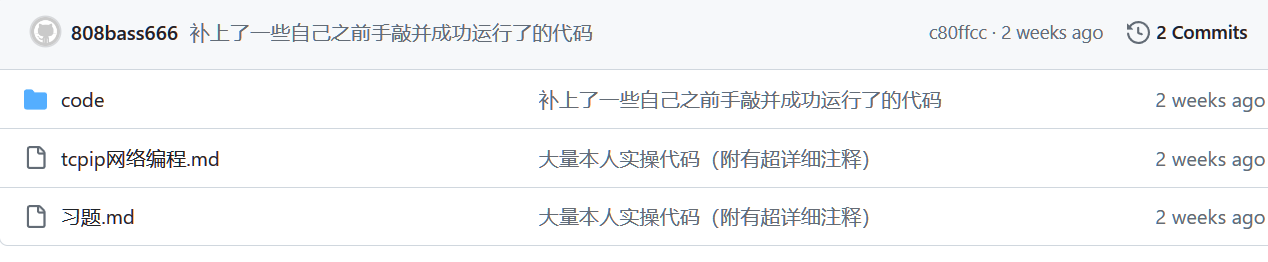 808bass666 补上了一些自己之前手敲并成功运行了的代码 c80ffcc · 2 weeks ago 2 Commits
code 补上了一些自己之前手敲并成功运行了的代码 2 weeks ago
tcpip网络编程.md 大量本人实操代码（附有超详细注释） 2 weeks ago
习题.md 大量本人实操代码（附有超详细注释） 2 weeks ago